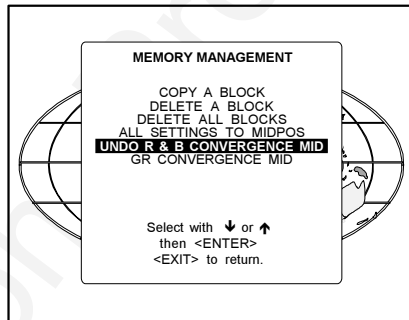 MEMORY MANAGEMENT
COPY A BLOCK
DELETE A BLOCK
DELETE ALL BLOCKS
ALL SETTINGS TO MIDPOS
UNDO R & B CONVERGENCE MID
GR CONVERGENCE MID
Select with ↓ or ↑
then <ENTER>
<EXIT> to return.